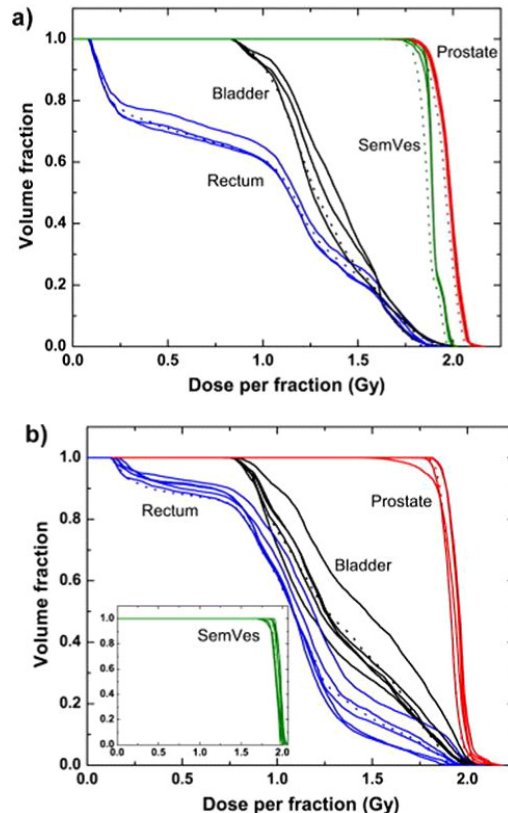 a)
1.0
0.8
0.6
0.4
0.2
0.0
Volume fraction
Prostate
Bladder
SemVes
Rectum
0.0 0.5 1.0 1.5 2.0
Dose per fraction (Gy)
b)
1.0
0.8
0.6
0.4
0.2
0.0
Volume fraction
Rectum
Prostate
Bladder
SemVes
1.0
0.8
0.6
0.4
0.2
0.0
0.0 0.5 1.0 1.5 2.0
0.0 0.5 1.0 1.5 2.0
Dose per fraction (Gy)